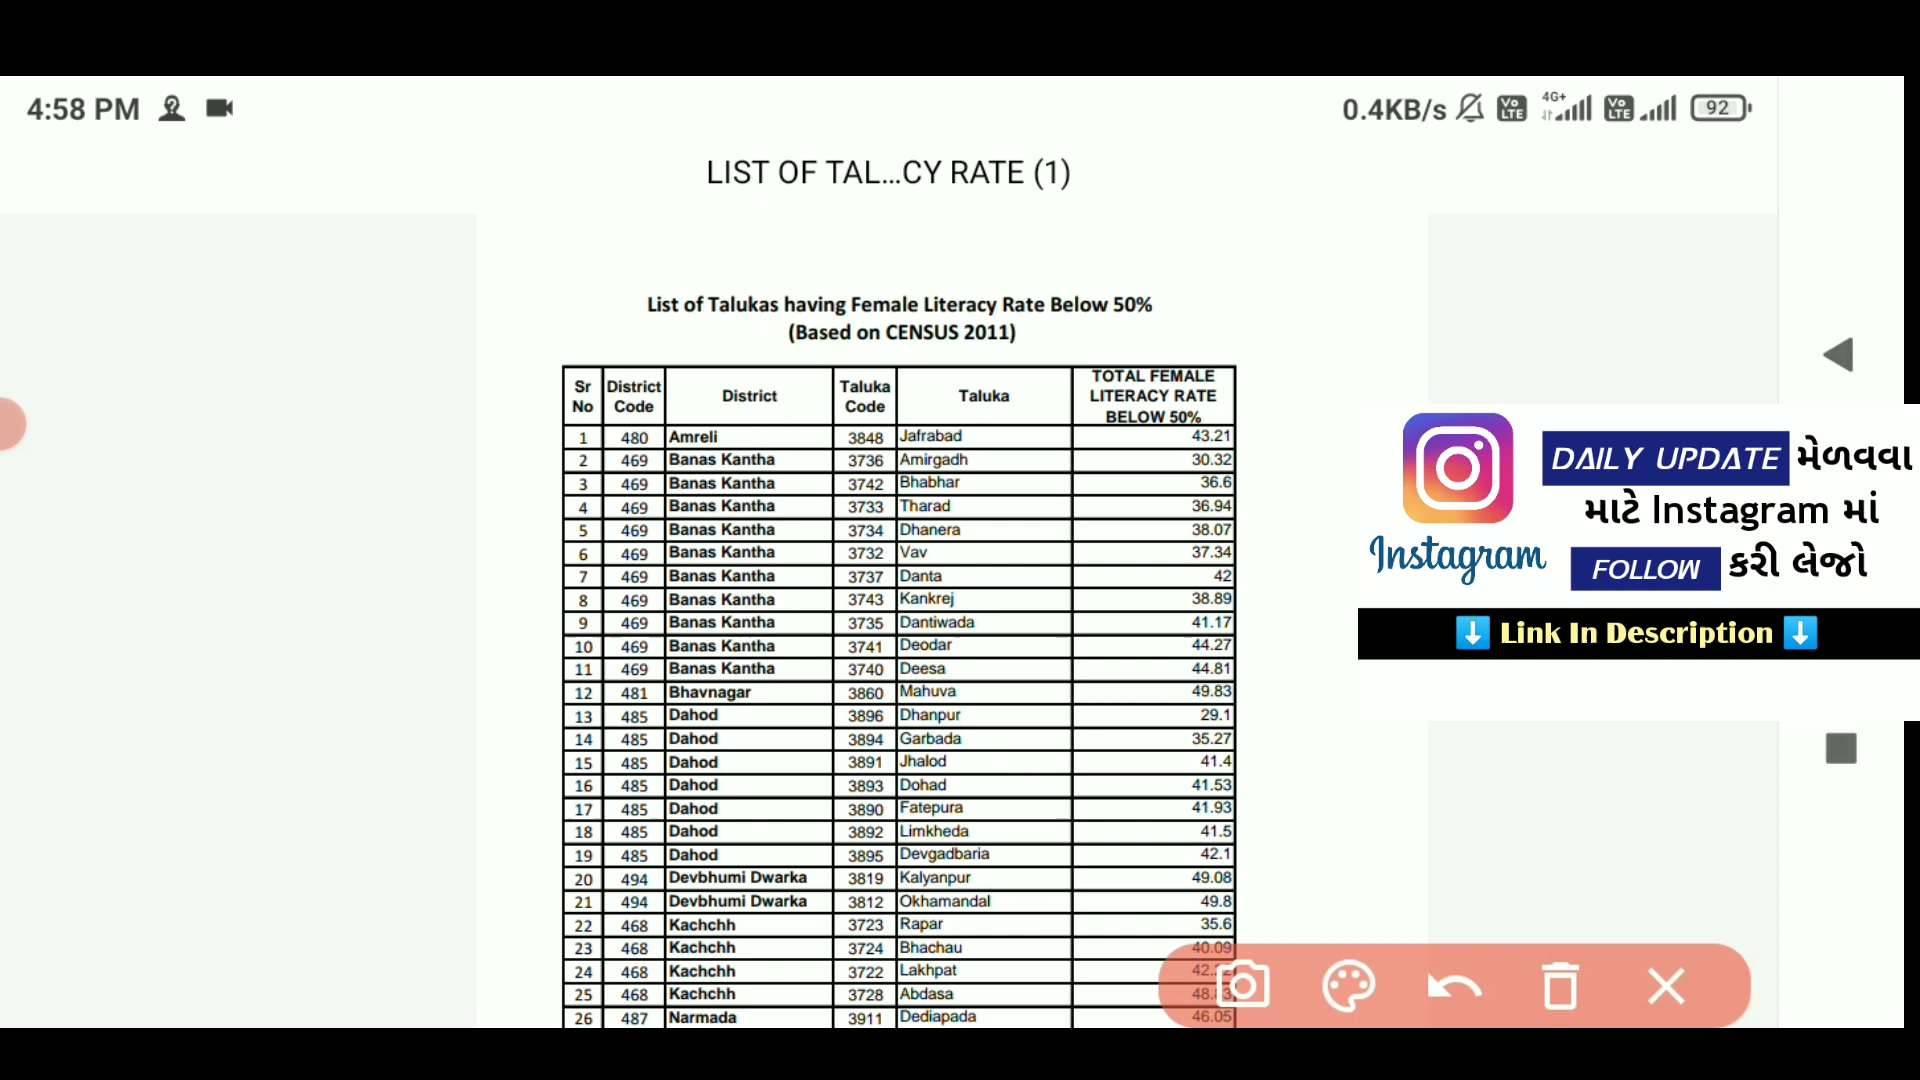 4:58 PM
0.4KB/s Vo LTE 4G+ Vo LTE 92
LIST OF TAL...CY RATE (1)
List of Talukas having Female Literacy Rate Below 50%
(Based on CENSUS 2011)
Sr No District Code District Taluka Code Taluka TOTAL FEMALE LITERACY RATE BELOW 50%
1 480 Amreli 3848 Jafrabad 43.21
2 469 Banas Kantha 3736 Amirgadh 30.32
3 469 Banas Kantha 3742 Bhabhar 36.6
4 469 Banas Kantha 3733 Tharad 36.94
5 469 Banas Kantha 3734 Dhanera 38.07
6 469 Banas Kantha 3732 Vav 37.34
7 469 Banas Kantha 3737 Danta 42
8 469 Banas Kantha 3743 Kankrej 38.89
9 469 Banas Kantha 3735 Dantiwada 41.17
10 469 Banas Kantha 3741 Deodar 44.27
11 469 Banas Kantha 3740 Deesa 44.81
12 481 Bhavnagar 3860 Mahuva 49.83
13 485 Dahod 3896 Dhanpur 29.1
14 485 Dahod 3894 Garbada 35.27
15 485 Dahod 3891 Jhalod 41.4
16 485 Dahod 3893 Dohad 41.53
17 485 Dahod 3890 Fatepura 41.93
18 485 Dahod 3892 Limkheda 41.5
19 485 Dahod 3895 Devgadbaria 42.1
20 494 Devbhumi Dwarka 3819 Kalyanpur 49.08
21 494 Devbhumi Dwarka 3812 Okhamandal 49.8
22 468 Kachchh 3723 Rapar 35.6
23 468 Kachchh 3724 Bhachau 40.09
24 468 Kachchh 3722 Lakhpat
25 468 Kachchh 3728 Abdasa
26 487 Narmada 3911 Dediapada 46.05
Instagram
DAILY UPDATE મેળવવા
માટે Instagram માં
FOLLOW કરી લેજો
Link In Description